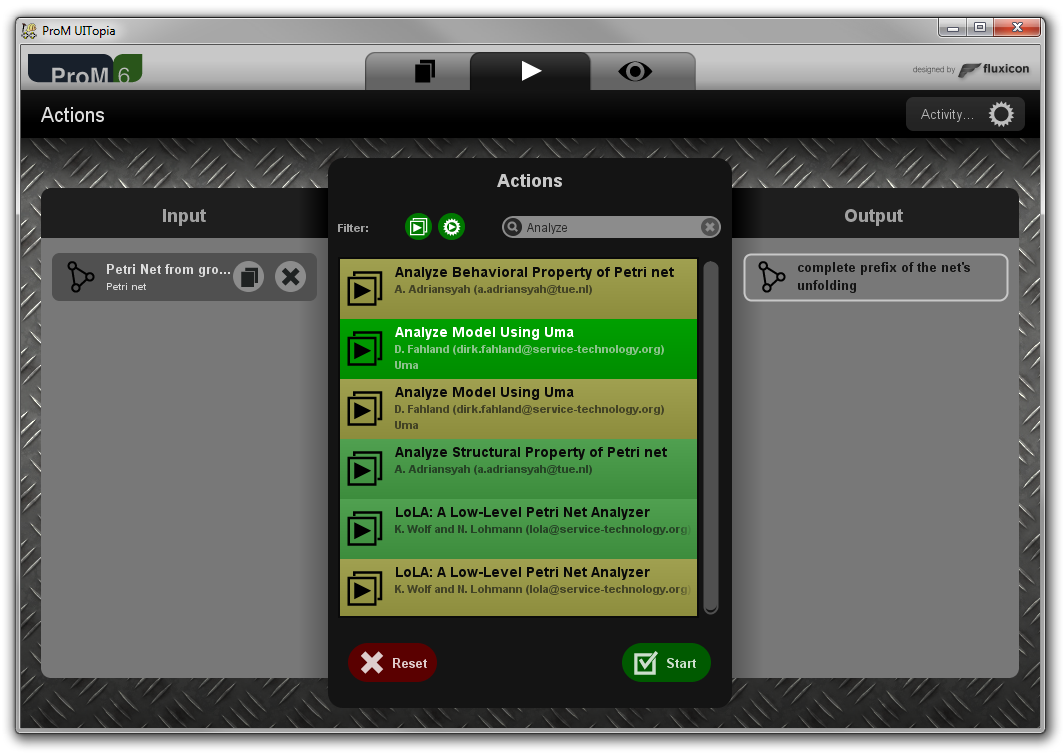 ProM UITopia
ProM 6
designed by fluxicon
Actions
Activity...
Input
Petri Net from gro...
Petri net
Actions
Filter:
Analyze
Analyze Behavioral Property of Petri net
A. Adriansyah (a.adriansyah@tue.nl)
Analyze Model Using Uma
D. Fahland (dirk.fahland@service-technology.org)
Uma
Analyze Model Using Uma
D. Fahland (dirk.fahland@service-technology.org)
Uma
Analyze Structural Property of Petri net
A. Adriansyah (a.adriansyah@tue.nl)
LoLA: A Low-Level Petri Net Analyzer
K. Wolf and N. Lohmann (lola@service-technology.org)
LoLA: A Low-Level Petri Net Analyzer
K. Wolf and N. Lohmann (lola@service-technology.org)
Reset
Start
Output
complete prefix of the net's
unfolding